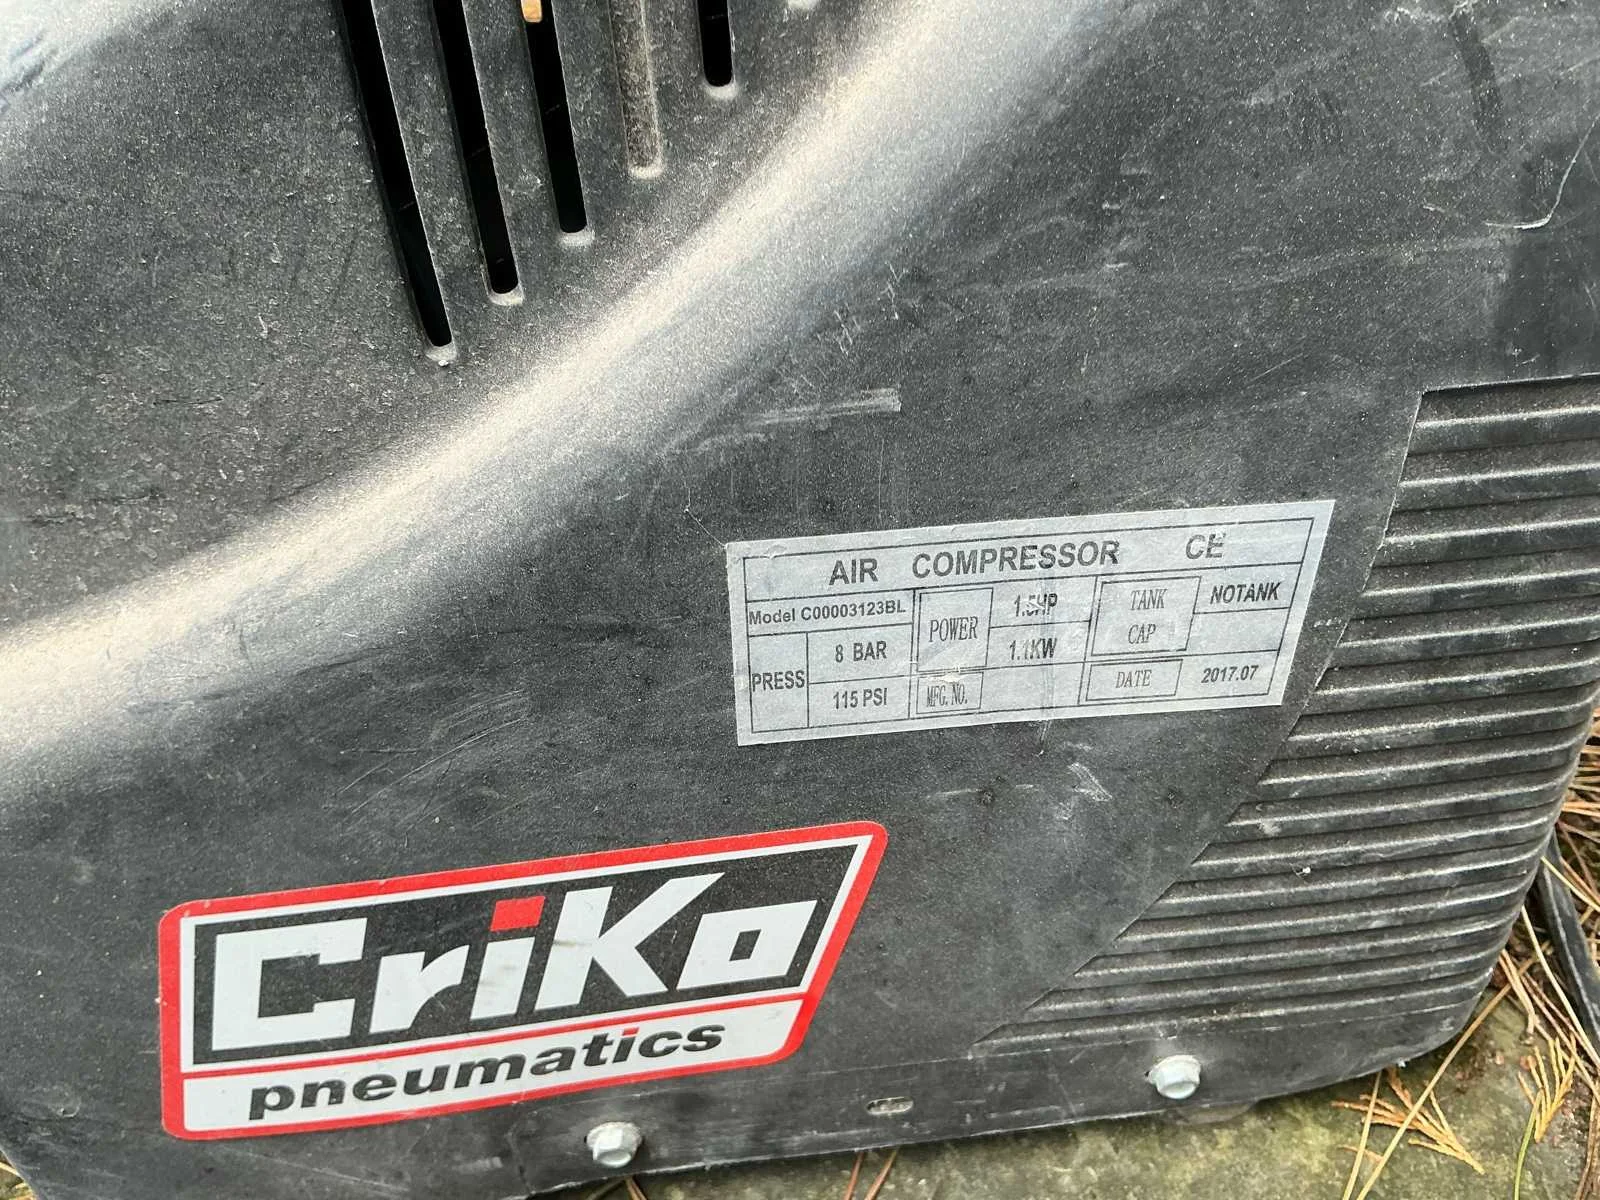 AIR COMPRESSOR CE
Model C00003123BL
POWER
1.5HP
1.1KW
TANK
CAP
NOTANK
PRESS
8 BAR
115 PSI
MFG.NO.
DATE
2017.07
CriKo
pneumatics